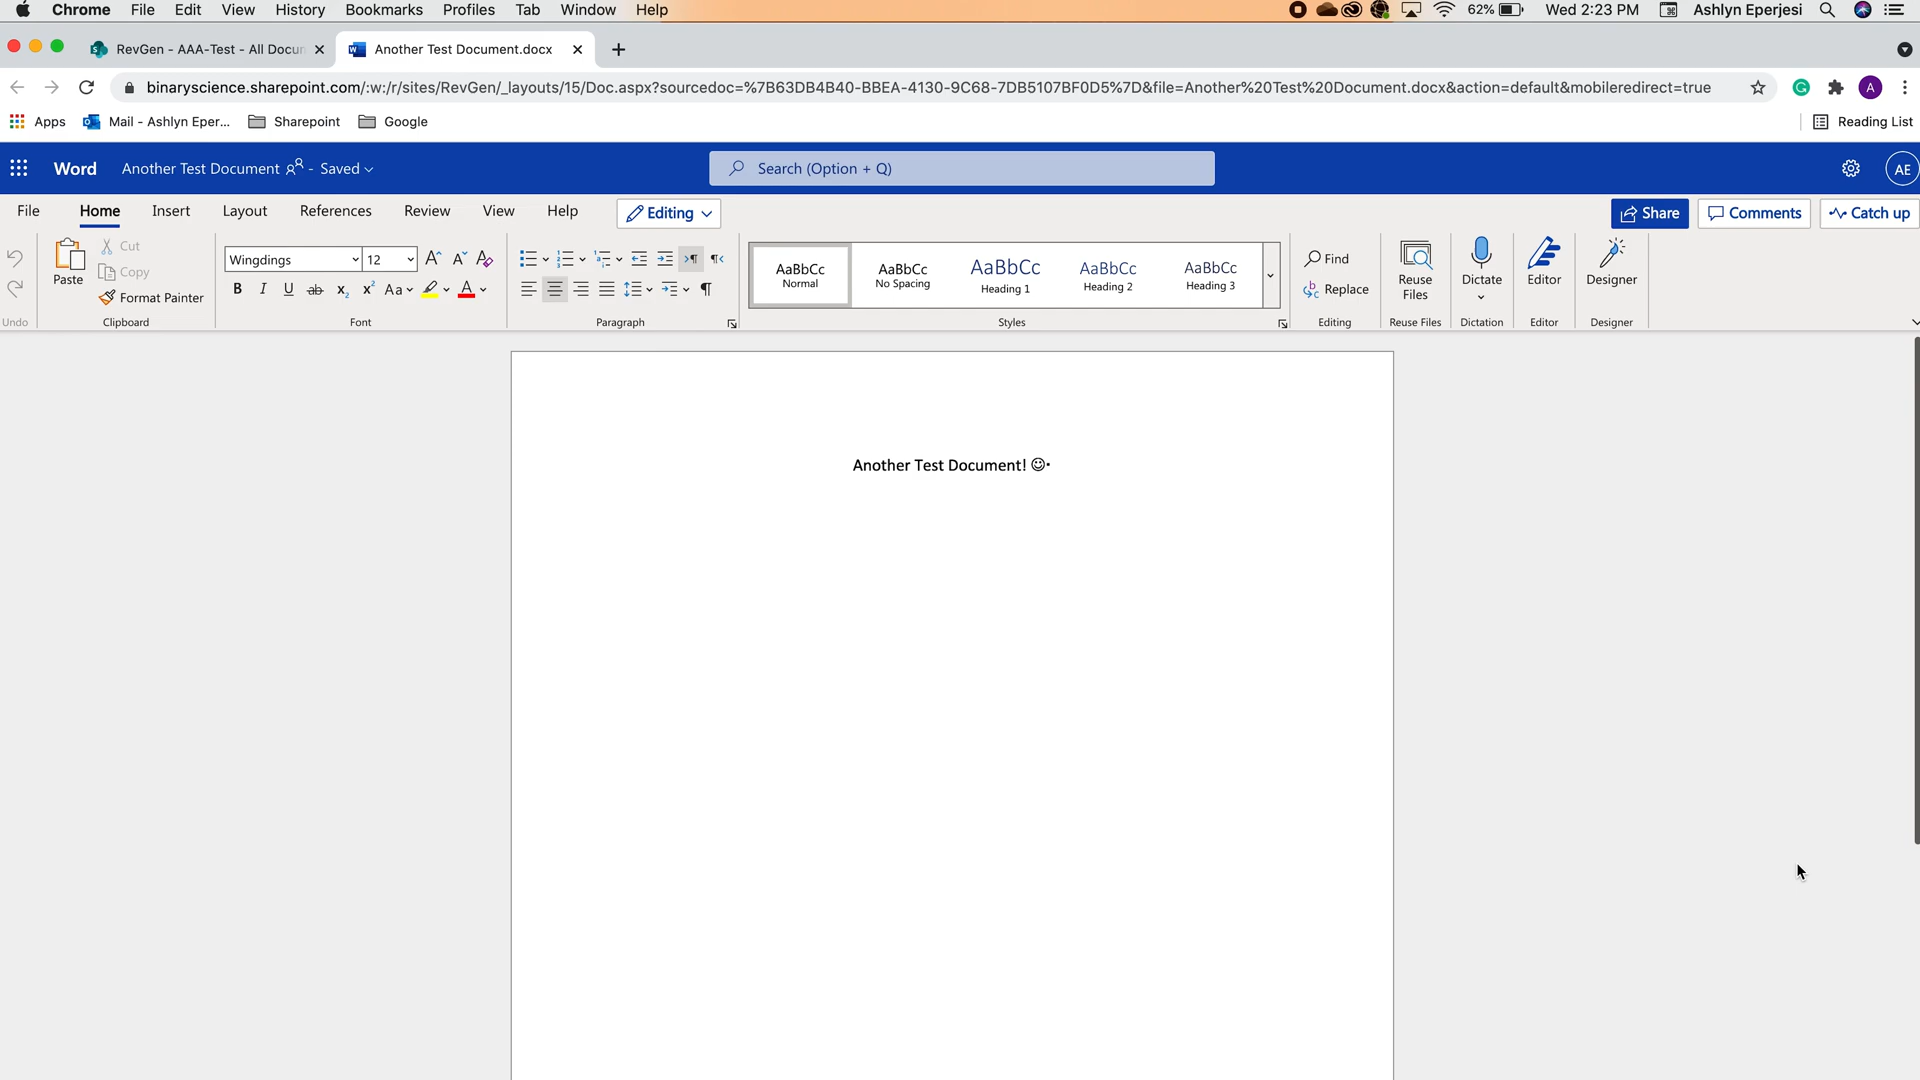 Chrome File Edit View History Bookmarks Profiles Tab Window Help 62% Wed 2:23 PM Ashlyn Eperjesi
RevGen - AAA-Test - All Docu Another Test Document.docx
binaryscience.sharepoint.com/:w:/r/sites/RevGen/_layouts/15/Doc.aspx?sourcedoc=%7B63DB4B40-BBEA-4130-9C68-7DB5107BF0D5%7D&file=Another%20Test%20Document.docx&action=default&mobileredirect=true A
Apps Mail - Ashlyn Eper... Sharepoint Google Reading List
Word Another Test Document - Saved Search (Option + Q) AE
File Home Insert Layout References Review View Help Editing Share Comments Catch up
Cut
Copy
Format Painter
Paste
Clipboard
Undo
Wingdings 12
B I U ab x₂ x² Aa A
Font
Paragraph
AaBbCc AaBbCc AaBbCc AaBbCc AaBbCc
Normal No Spacing Heading 1 Heading 2 Heading 3
Styles
Find
Replace
Editing
Reuse
Files
Reuse Files
Dictate
Dictation
Editor
Editor
Designer
Designer
Another Test Document! ☺